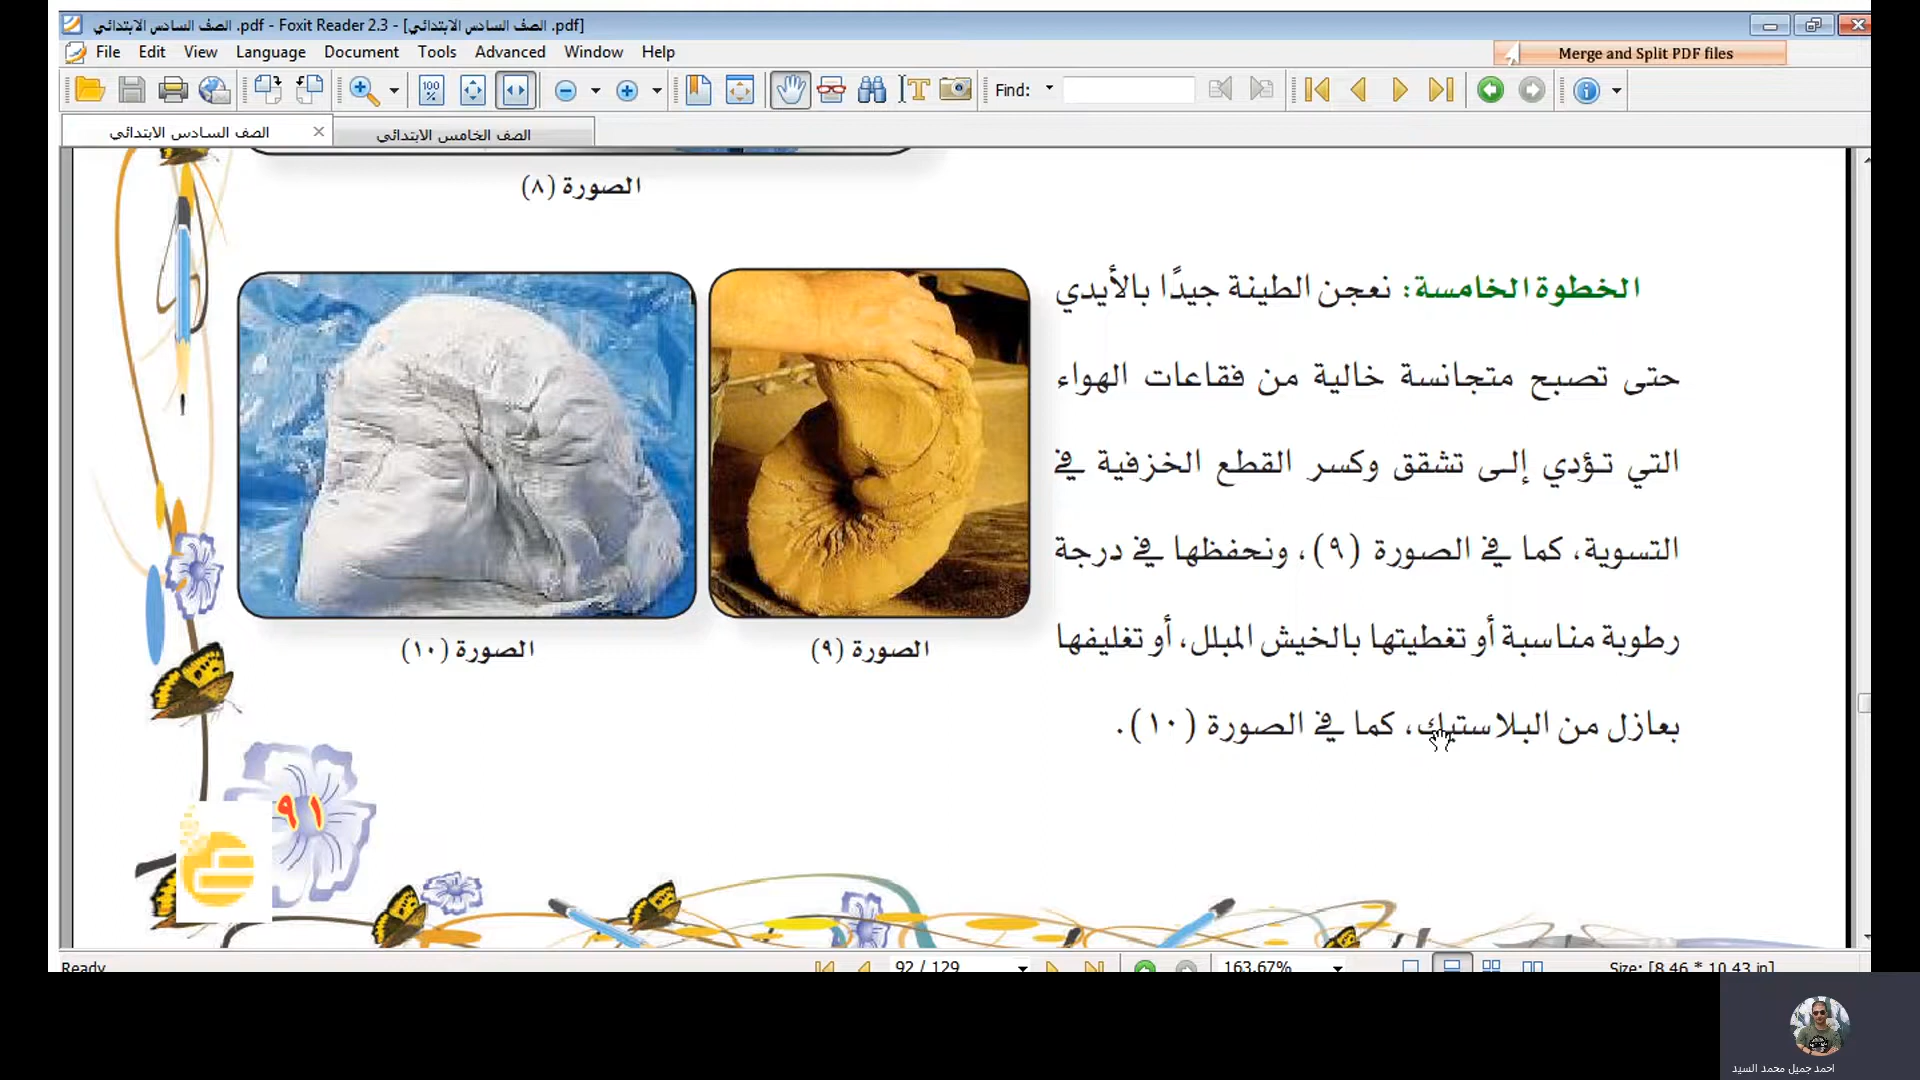 الصف السادس الابتدائي .pdf - Foxit Reader 2.3 - [الصف السادس الابتدائي .pdf]
File Edit View Language Document Tools Advanced Window Help
Merge and Split PDF files
100 %
Find:
الصف السادس الابتدائي
الصف الخامس الابتدائي
الصورة (٨)
الخطوة الخامسة: نعجن الطينة جيدًا بالأيدي
حتى تصبح متجانسة خالية من فقاعات الهواء
التي تؤدي إلى تشقق وكسر القطع الخزفية في
التسوية، كما في الصورة (٩)، ونحفظها في درجة
رطوبة مناسبة أو تغطيتها بالخيش المبلل، أو تغليفها
بعازل من البلاستيك، كما في الصورة (١٠).
الصورة (٩)
الصورة (١٠)
٩١
Ready
92 / 129
163.67%
Size: [8.46 * 10.43 in]
احمد جميل محمد السيد